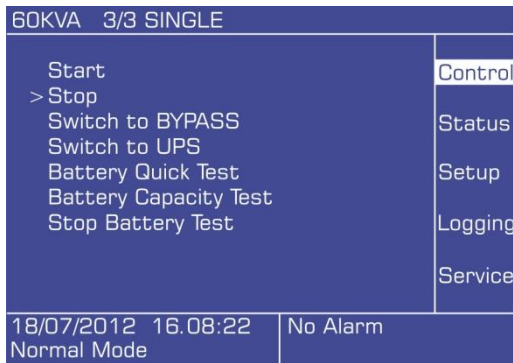 60KVA 3/3 SINGLE
Start
>Stop
Switch to BYPASS
Switch to UPS
Battery Quick Test
Battery Capacity Test
Stop Battery Test
Control
Status
Setup
Logging
Service
18/07/2012 16.08:22
Normal Mode
No Alarm